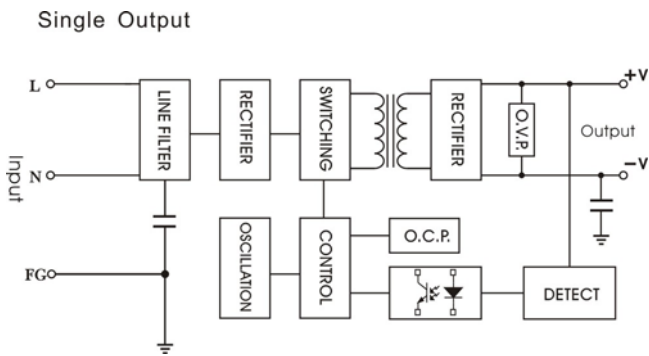 Single Output
L
N
FG
Input
LINE FILTER
RECTIFIER
SWITCHING
RECTIFIER
O.V.P.
+V
Output
-V
OSCILLATION
CONTROL
O.C.P.
DETECT